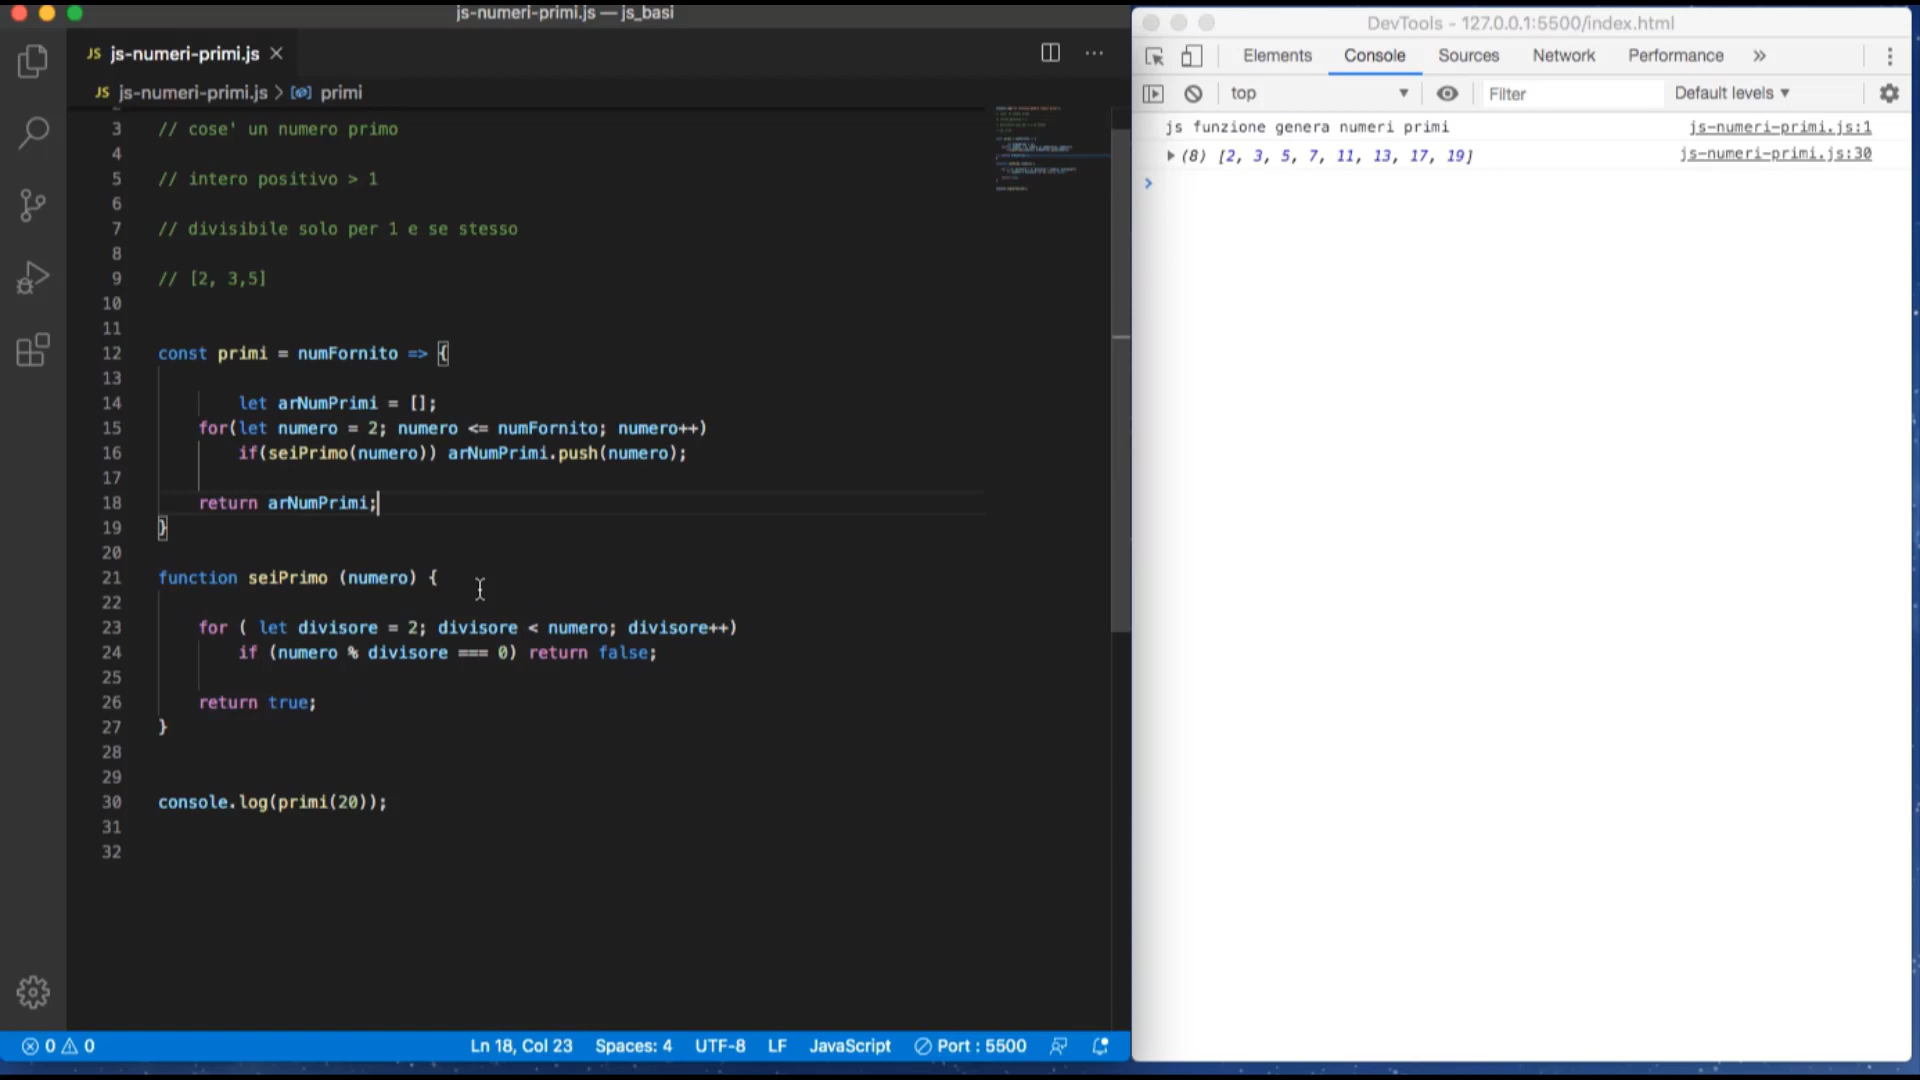 js-numeri-primi.js — js_basi
JS js-numeri-primi.js
JS js-numeri-primi.js > primi
3 // cose' un numero primo
4
5 // intero positivo > 1
6
7 // divisibile solo per 1 e se stesso
8
9 // [2, 3,5]
10
11
12 const primi = numFornito => {
13
14 let arNumPrimi = [];
15 for(let numero = 2; numero <= numFornito; numero++)
16 if(seiPrimo(numero)) arNumPrimi.push(numero);
17
18 return arNumPrimi;
19 }
20
21 function seiPrimo (numero) {
22
23 for ( let divisore = 2; divisore < numero; divisore++)
24 if (numero % divisore === 0) return false;
25
26 return true;
27 }
28
29
30 console.log(primi(20));
31
32
0 0
Ln 18, Col 23 Spaces: 4 UTF-8 LF JavaScript Port : 5500
DevTools - 127.0.0.1:5500/index.html
Elements Console Sources Network Performance »
top Filter Default levels
js funzione genera numeri primi js-numeri-primi.js:1
(8) [2, 3, 5, 7, 11, 13, 17, 19] js-numeri-primi.js:30
>